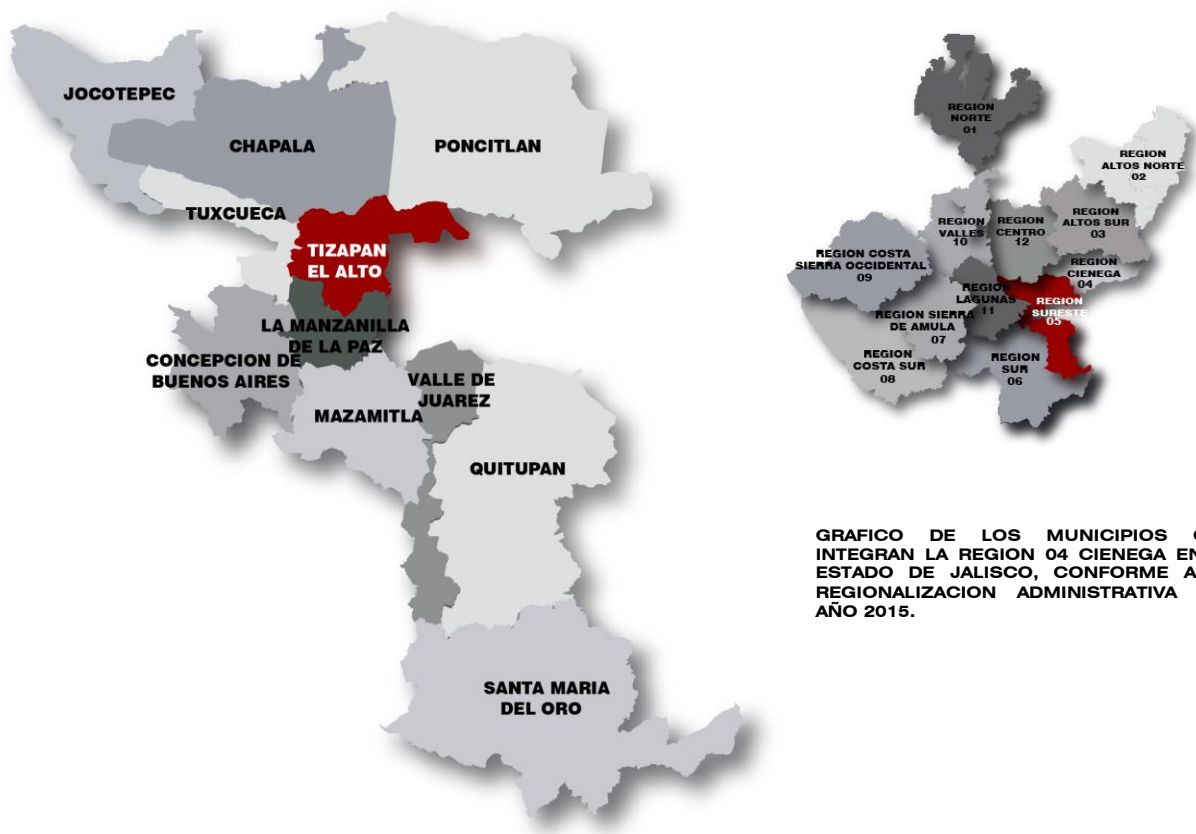 JOCOTEPEC
CHAPALA
PONCITLAN
TUXCUECA
TIZAPAN
EL ALTO
LA MANZANILLA
DE LA PAZ
CONCEPCION DE
BUENOS AIRES
VALLE DE
JUAREZ
MAZAMITLA
QUITUPAN
SANTA MARIA
DEL ORO
REGION
NORTE
01
REGION
ALTOS NORTE
02
REGION
ALTOS SUR
03
REGION
VALLES
10
REGION
CENTRO
12
REGION COSTA
SIERRA OCCIDENTAL
09
REGION
CIENEGA
04
REGION
LAGUNAS
11
REGION
SURESTE
05
REGION SIERRA
DE AMULA
07
REGION
COSTA SUR
08
REGION
SUR
06
GRAFICO DE LOS MUNICIPIOS
INTEGRAN LA REGION 04 CIENEGA EN
ESTADO DE JALISCO, CONFORME A
REGIONALIZACION ADMINISTRATIVA
AÑO 2015.